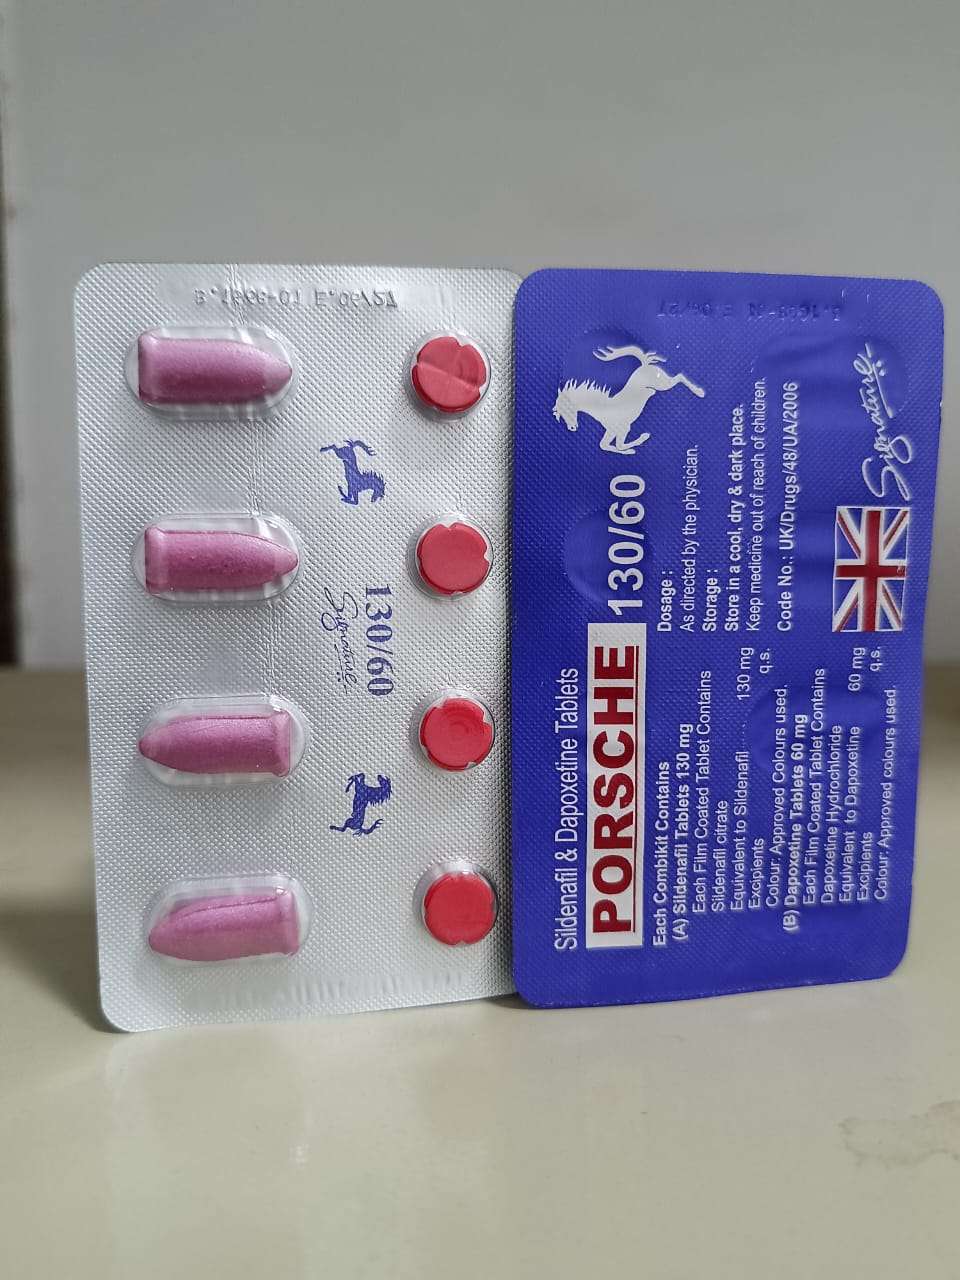 B.1668-01 E.06/27
130/60
Signature
Sildenafil & Dapoxetine Tablets
PORSCHE 130/60
Each Combikit Contains
(A) Sildenafil Tablets 130 mg
Each Film Coated Tablet Contains
Sildenafil citrate
Equivalent to Sildenafil 130 mg
Excipients q.s.
Colour: Approved Colours used.
(B) Dapoxetine Tablets 60 mg
Each Film Coated Tablet Contains
Dapoxetine Hydrochloride
Equivalent to Dapoxetine 60 mg
Excipients q.s.
Colour: Approved colours used.
Dosage :
As directed by the physician.
Storage :
Store in a cool, dry & dark place.
Keep medicine out of reach of children.
Code No.: UK/Drugs/48/UA/2006
Signature